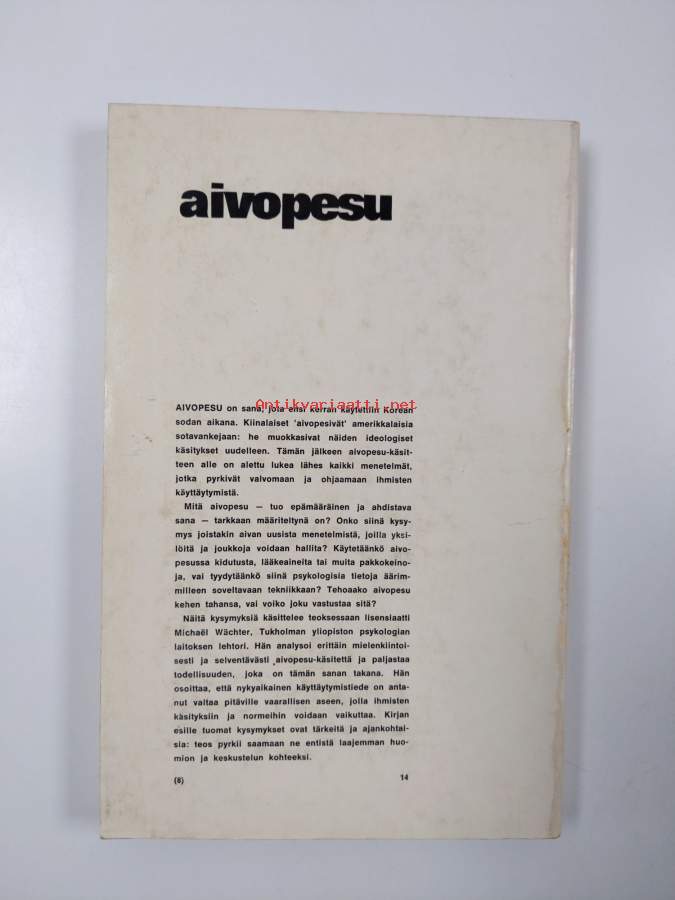 aivopesu
Antikvariaatti.net
AIVOPESU on sana, jota ensi kerran käytettiin Korean
sodan aikana. Kiinalaiset 'aivopesivät' amerikkalaisia
sotavankejaan: he muokkasivat näiden ideologiset
käsitykset uudelleen. Tämän jälkeen aivopesu-käsit-
teen alle on alettu lukea lähes kaikki menetelmät,
jotka pyrkivät valvomaan ja ohjaamaan ihmisten
käyttäytymistä.
Mitä aivopesu — tuo epämääräinen ja ahdistava
sana — tarkkaan määriteltynä on? Onko siinä kysy-
mys joistakin aivan uusista menetelmistä, joilla yksi-
löitä ja joukkoja voidaan hallita? Käytetäänkö aivo-
pesussa kidutusta, lääkeaineita tai muita pakkokeino-
ja, vai tyydytäänkö siinä psykologisia tietoja äärim-
milleen soveltavaan tekniikkaan? Tehoaako aivopesu
kehen tahansa, vai voiko joku vastustaa sitä?
Näitä kysymyksiä käsittelee teoksessaan lisensiaatti
Michaël Wächter, Tukholman yliopiston psykologian
laitoksen lehtori. Hän analysoi erittäin mielenkiintoi-
sesti ja selventävästi aivopesu-käsitettä ja paljastaa
todellisuuden, joka on tämän sanan takana. Hän
osoittaa, että nykyaikainen käyttäytymistiede on anta-
nut valtaa pitäville vaarallisen aseen, jolla ihmisten
käsityksiin ja normeihin voidaan vaikuttaa. Kirjan
esille tuomat kysymykset ovat tärkeitä ja ajankohtai-
sia: teos pyrkii saamaan ne entistä laajemman huo-
mion ja keskustelun kohteeksi.
(8) 14